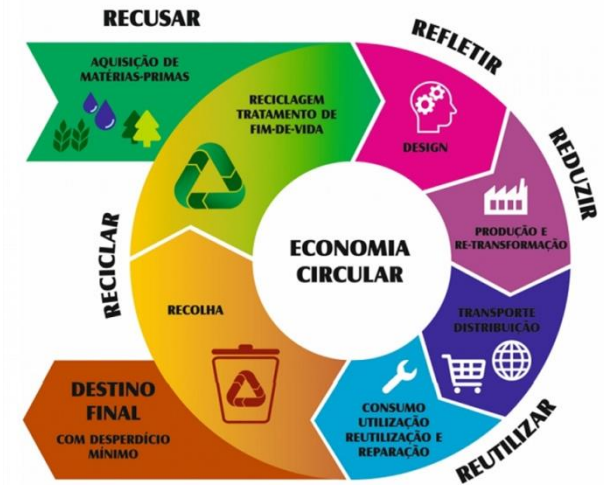 RECUSAR
AQUISIÇÃO DE
MATÉRIAS-PRIMAS
RECICLAGEM
TRATAMENTO DE
FIM-DE-VIDA
REFLETIR
DESIGN
REDUZIR
PRODUÇÃO E
RE-TRANSFORMAÇÃO
ECONOMIA
CIRCULAR
TRANSPORTE
DISTRIBUIÇÃO
REUTILIZAR
CONSUMO
UTILIZAÇÃO
REUTILIZAÇÃO E
REPARAÇÃO
RECICLAR
RECOLHA
DESTINO
FINAL
COM DESPERDÍCIO
MÍNIMO